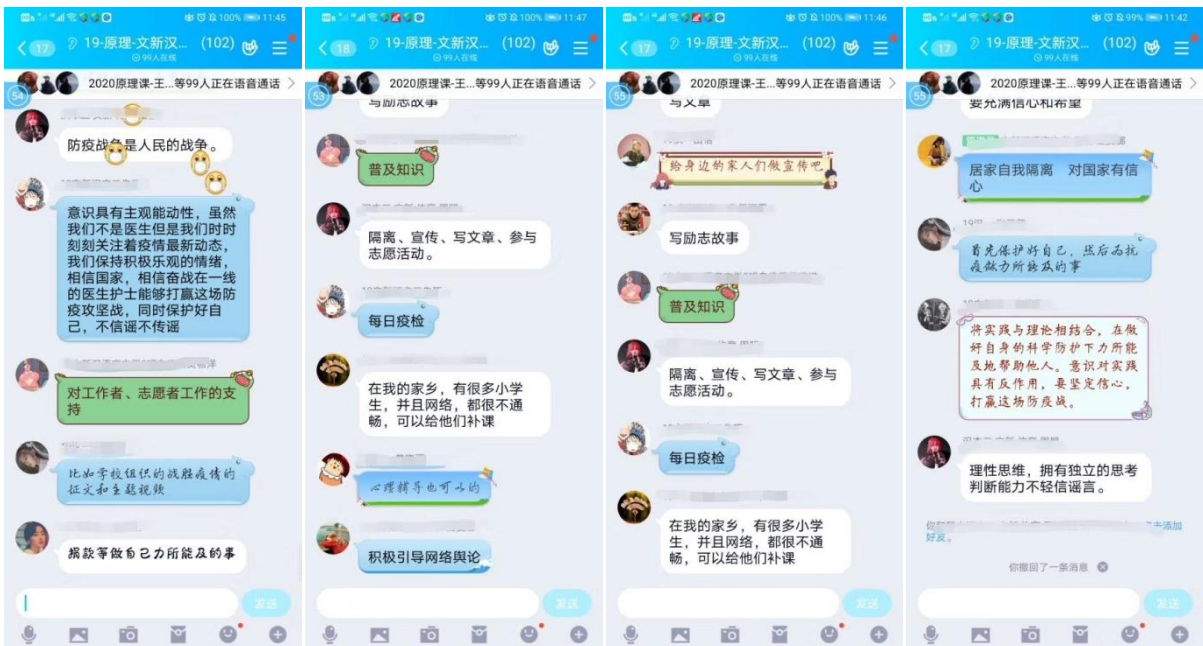 100% 11:45
17
19-原理-文新汉... (102)
99人在线
54
2020原理课-王...等99人正在语音通话
防疫战争是人民的战争。
意识具有主观能动性，虽然
我们不是医生但是我们时时
刻刻关注着疫情最新动态，
我们保持积极乐观的情绪，
相信国家，相信奋战在一线
的医生护士能够打赢这场防
疫攻坚战，同时保护好自
己，不信谣不传谣
对工作者、志愿者工作的支
持
比如学校组织的战胜疫情的
征文和主题视频
捐款等做自己力所能及的事
发送
100% 11:47
18
19-原理-文新汉... (102)
99人在线
53
2020原理课-王...等99人正在语音通话
写励志故事
普及知识
隔离、宣传、写文章、参与
志愿活动。
每日疫检
在我的家乡，有很多小学
生，并且网络，都很不通
畅，可以给他们补课
心理辅导也可以的
积极引导网络舆论
发送
100% 11:46
17
19-原理-文新汉... (102)
99人在线
55
2020原理课-王...等99人正在语音通话
写文章
给身边的家人们做宣传吧
写励志故事
普及知识
隔离、宣传、写文章、参与
志愿活动。
每日疫检
在我的家乡，有很多小学
生，并且网络，都很不通
畅，可以给他们补课
发送
99% 11:42
17
19-原理-文新汉... (102)
99人在线
55
2020原理课-王...等99人正在语音通话
要充满信心和希望
居家自我隔离 对国家有信
心
首先保护好自己，然后为抗
疫做力所能及的事
将实践与理论相结合，在做
好自身的科学防护下力所能
及地帮助他人。意识对实践
具有反作用，要坚定信心，
打赢这场防疫战。
理性思维，拥有独立的思考
判断能力不轻信谣言。
添加
好友。
你撤回了一条消息
发送